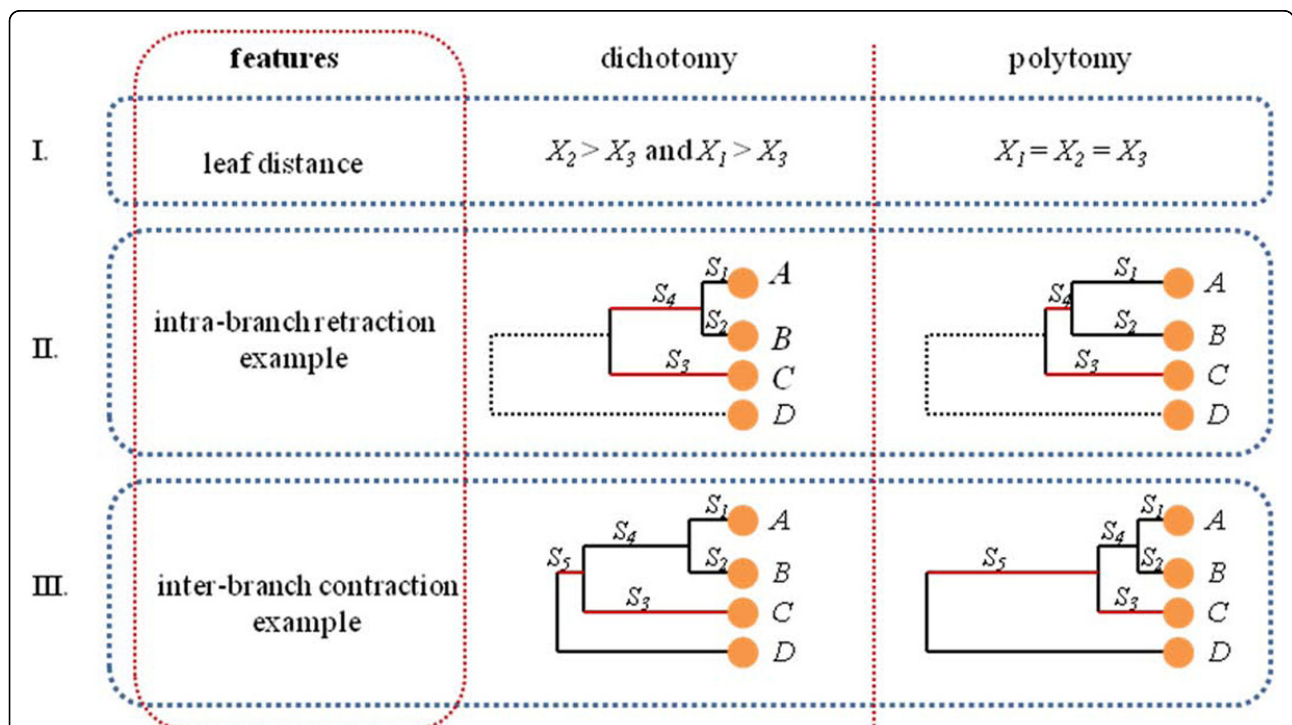 features dichotomy polytomy
I. leaf distance X₂ > X₃ and X₁ > X₃ X₁ = X₂ = X₃
II. intra-branch retraction
example
S₁ A
S₄
S₂ B
S₃ C
D
S₁ A
S₄
S₂ B
S₃ C
D
III. inter-branch contraction
example
S₁ A
S₄
S₅ S₂ B
S₃ C
D
S₁ A
S₄
S₅ S₂ B
S₃ C
D